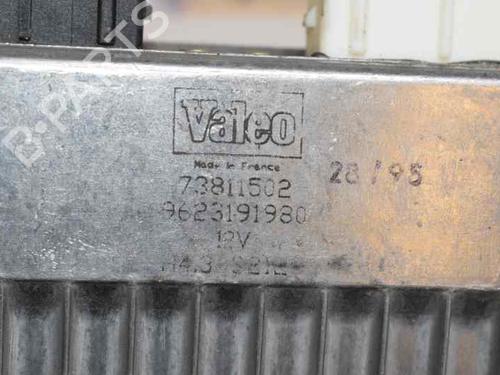 Valeo
Made in France
28/95
73811502
9623191980
12V
B-PARTS